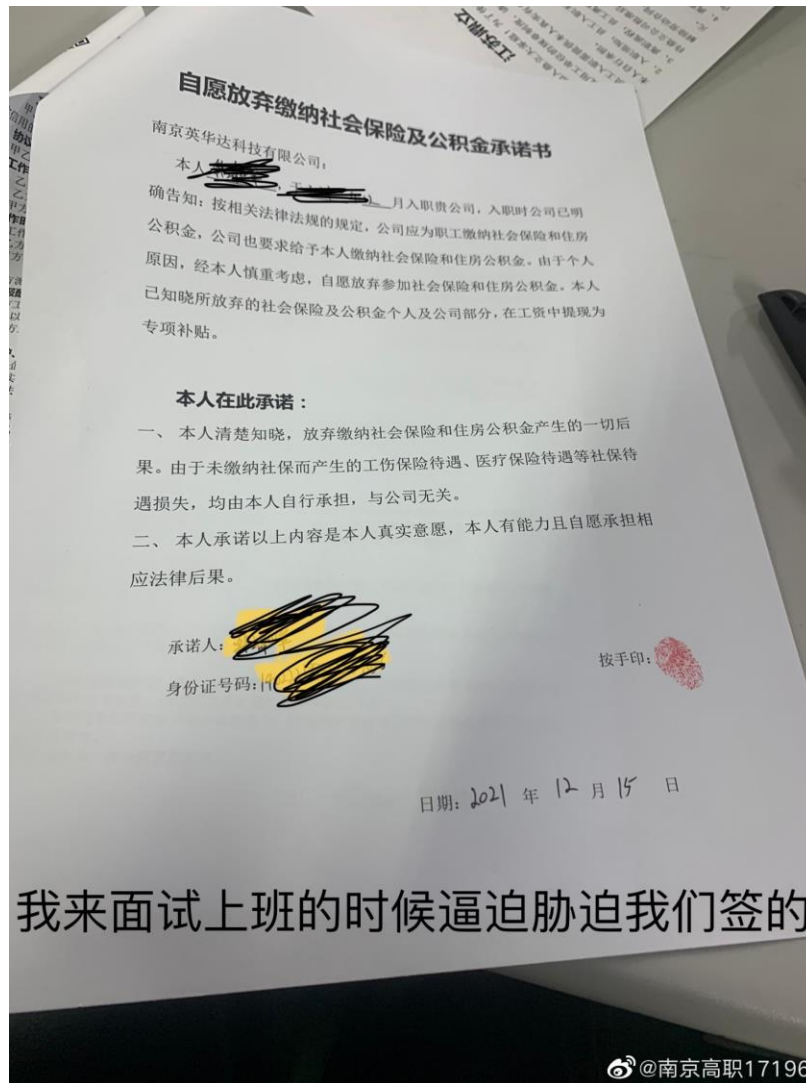 江苏鼎立
自愿放弃缴纳社会保险及公积金承诺书
南京英华达科技有限公司：
本人
月入职贵公司，入职时公司已明
确告知：按相关法律法规的规定，公司应为职工缴纳社会保险和住房
公积金，公司也要求给予本人缴纳社会保险和住房公积金。由于个人
原因，经本人慎重考虑，自愿放弃参加社会保险和住房公积金。本人
已知晓所放弃的社会保险及公积金个人及公司部分，在工资中提现为
专项补贴。
本人在此承诺：
一、 本人清楚知晓，放弃缴纳社会保险和住房公积金产生的一切后
果。由于未缴纳社保而产生的工伤保险待遇、医疗保险待遇等社保待
遇损失，均由本人自行承担，与公司无关。
二、 本人承诺以上内容是本人真实意愿，本人有能力且自愿承担相
应法律后果。
承诺人：
按手印：
身份证号码：
日期：2021 年 12 月 15 日
我来面试上班的时候逼迫胁迫我们签的
@南京高职17196